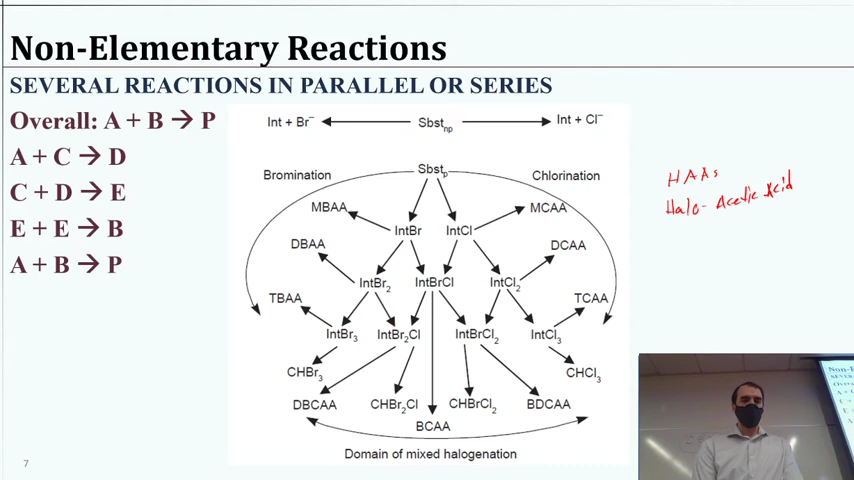 Non-Elementary Reactions
SEVERAL REACTIONS IN PARALLEL OR SERIES
Overall: A + B → P
A + C → D
C + D → E
E + E → B
A + B → P
Int + Br⁻
Sbst_np
Int + Cl⁻
Bromination
Sbst_p
Chlorination
MBAA
MCAA
IntBr
IntCl
DBAA
DCAA
IntBr₂
IntBrCl
IntCl₂
TBAA
TCAA
IntBr₃
IntBr₂Cl
IntBrCl₂
IntCl₃
CHBr₃
CHCl₃
DBCAA
CHBr₂Cl
CHBrCl₂
BDCAA
BCAA
Domain of mixed halogenation
HAAs
Halo-Acetic Acid
7